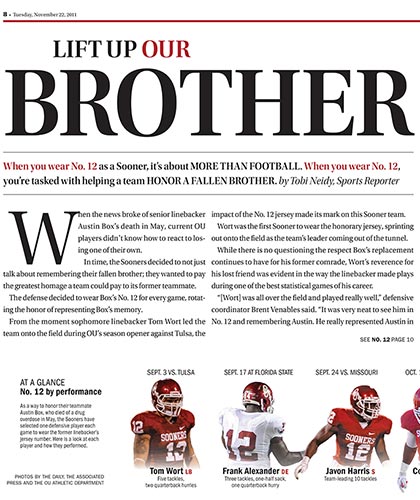 8 • Tuesday, November 22, 2011
LIFT UP OUR
BROTHER
When you wear No. 12 as a Sooner, it's about MORE THAN FOOTBALL. When you wear No. 12,
you're tasked with helping a team HONOR A FALLEN BROTHER. by Tobi Neidy, Sports Reporter
When the news broke of senior linebacker
Austin Box's death in May, current OU
players didn't know how to react to los-
ing one of their own.
In time, the Sooners decided to not just
talk about remembering their fallen brother; they wanted to pay
the greatest homage a team could pay to its former teammate.
The defense decided to wear Box's No. 12 for every game, rotat-
ing the honor of representing Box's memory.
From the moment sophomore linebacker Tom Wort led the
team onto the field during OU's season opener against Tulsa, the
impact of the No. 12 jersey made its mark on this Sooner team.
Wort was the first Sooner to wear the honorary jersey, sprinting
out onto the field as the team's leader coming out of the tunnel.
While there is no questioning the respect Box's replacement
continues to have for his former comrade, Wort's reverence for
his lost friend was evident in the way the linebacker made plays
during one of the best statistical games of his career.
"[Wort] was all over the field and played really well," defensive
coordinator Brent Venables said. "It was very neat to see him in
No. 12 and remembering Austin. He really represented Austin in
SEE NO. 12 PAGE 10
AT A GLANCE
No. 12 by performance
As a way to honor their teammate
Austin Box, who died of a drug
overdose in May, the Sooners have
selected one defensive player each
game to wear the former linebacker's
jersey number. Here is a look at each
player and how they performed.
PHOTOS BY THE DAILY, THE ASSOCIATED
PRESS AND THE OU ATHLETIC DEPARTMENT
SEPT. 3 VS. TULSA
SOONERS
12
Tom Wort LB
Five tackles,
two quarterback hurries
SEPT. 17 AT FLORIDA STATE
12
Frank Alexander DE
Three tackles, one-half sack,
one quarterback hurry
SEPT. 24 VS. MISSOURI
SOONERS
12
Javon Harris S
Team-leading 10 tackles
OCT.